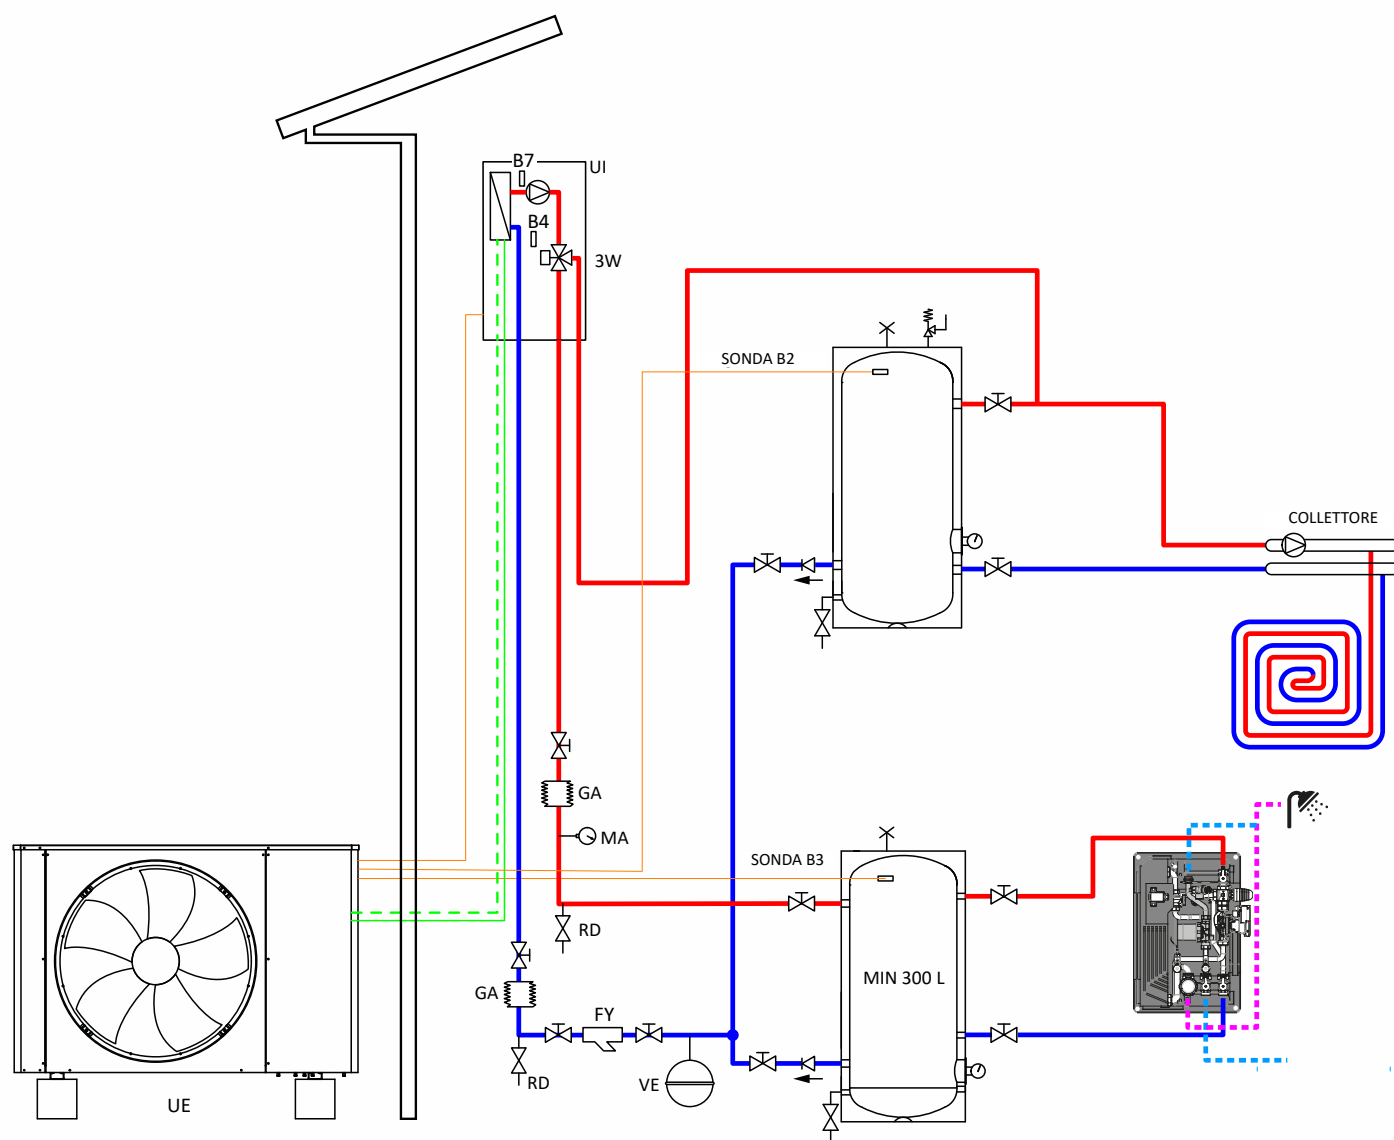 B7
UI
B4
3W
SONDA B2
COLLETTORE
GA
MA
SONDA B3
RD
MIN 300 L
GA
FY
RD
VE
UE